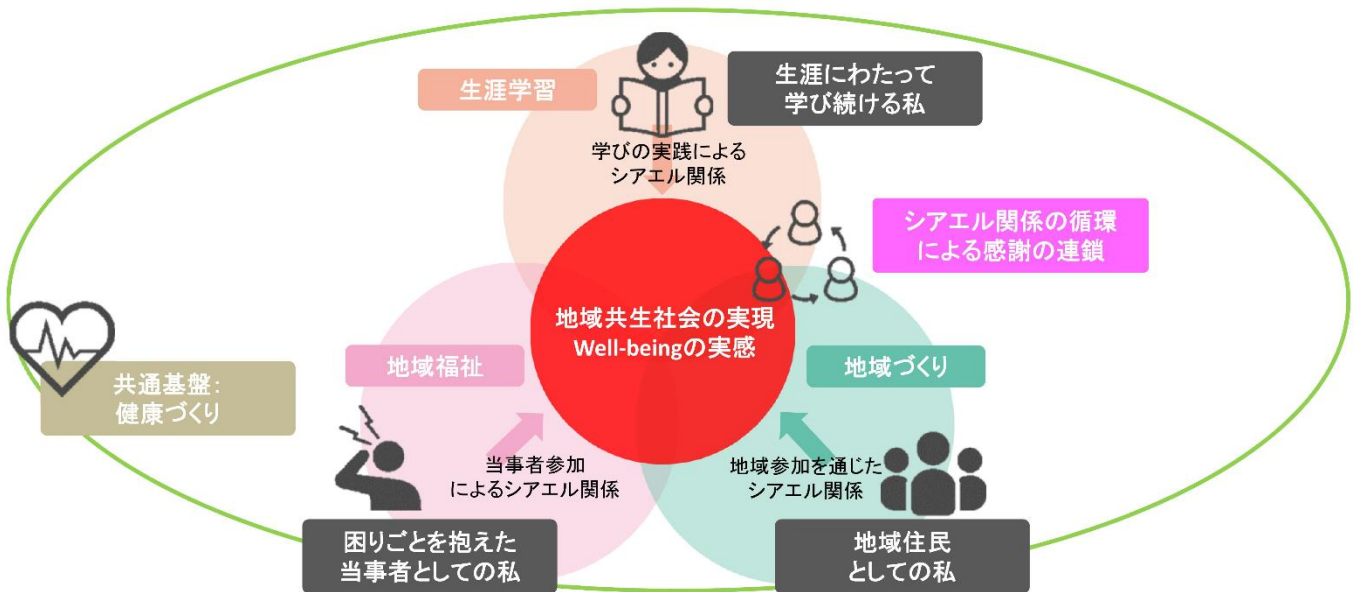 生涯学習
生涯にわたって
学び続ける私
学びの実践による
シアエル関係
シアエル関係の循環
による感謝の連鎖
地域共生社会の実現
Well-beingの実感
地域福祉
地域づくり
共通基盤:
健康づくり
当事者参加
によるシアエル関係
地域参加を通じた
シアエル関係
困りごとを抱えた
当事者としての私
地域住民
としての私